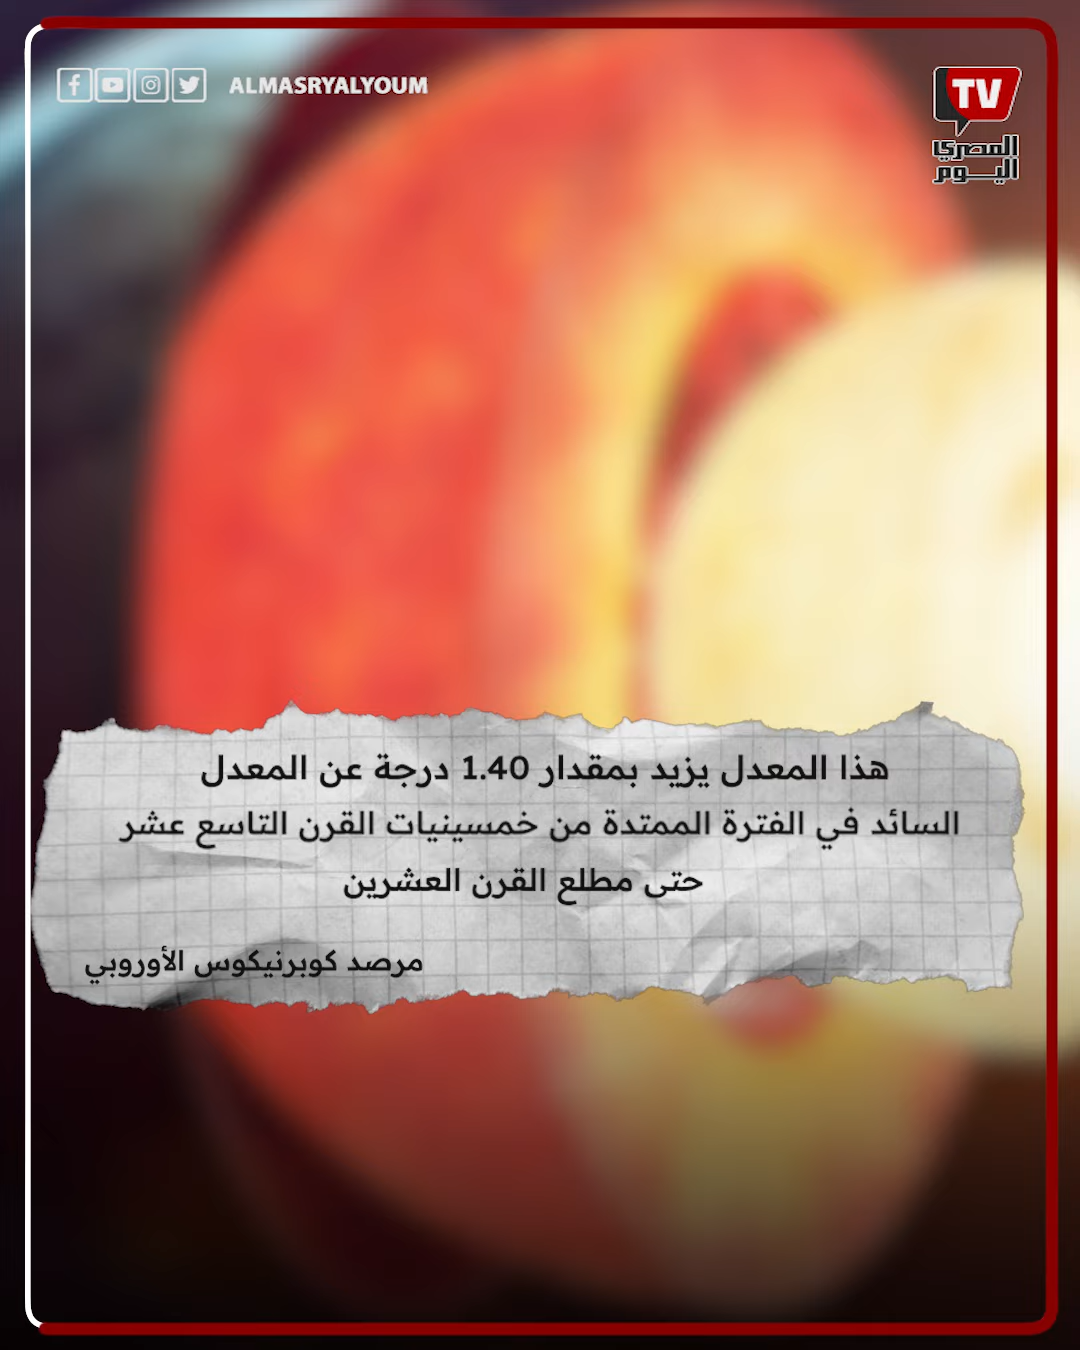 ALMASRYALYOUM
TV
المصري
اليوم
هذا المعدل يزيد بمقدار 1.40 درجة عن المعدل
السائد في الفترة الممتدة من خمسينيات القرن التاسع عشر
حتى مطلع القرن العشرين
مرصد كوبرنيكوس الأوروبي